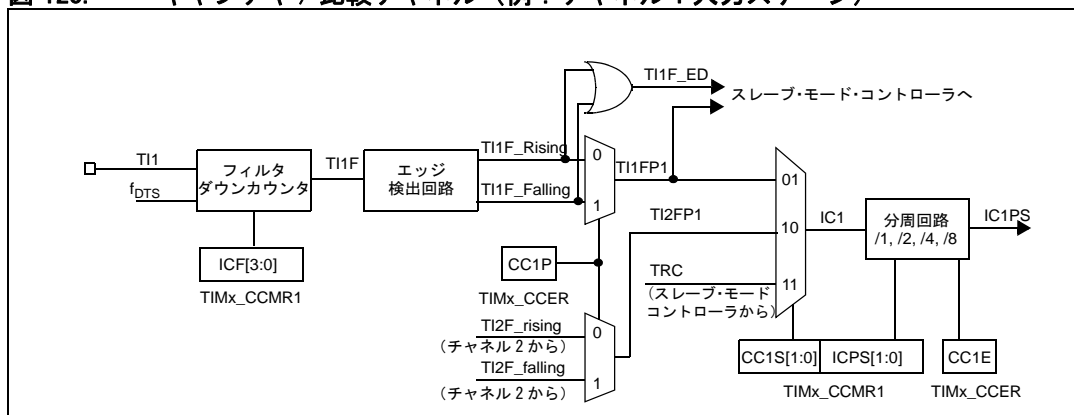 図 126. キャプチャ / 比較チャネル（例：チャネル 1 入力ステージ）
TI1F_ED
スレーブ・モード・コントローラへ
TI1
fDTS
フィルタ
ダウンカウンタ
TI1F
エッジ
検出回路
TI1F_Rising
TI1F_Falling
0
1
TI1FP1
01
TI2FP1
10
IC1
分周回路
/1, /2, /4, /8
IC1PS
ICF[3:0]
TIMx_CCMR1
CC1P
TIMx_CCER
TRC
11
（スレーブ・モード
コントローラから）
TI2F_rising
（チャネル 2 から）
0
TI2F_falling
（チャネル 2 から）
1
CC1S[1:0]
ICPS[1:0]
CC1E
TIMx_CCMR1
TIMx_CCER